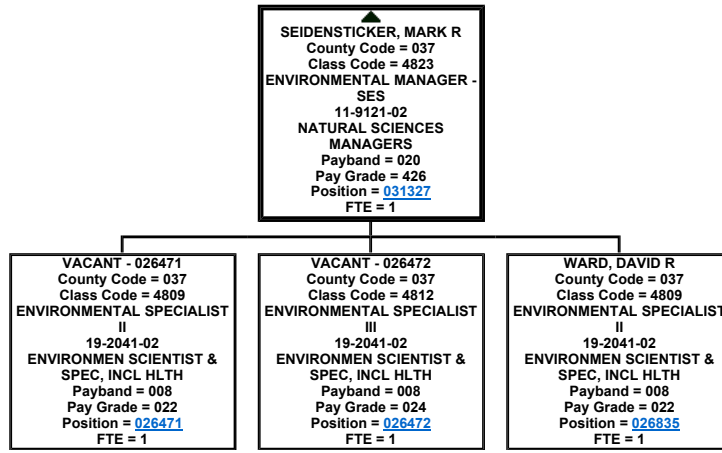 SEIDENSTICKER, MARK R
County Code = 037
Class Code = 4823
ENVIRONMENTAL MANAGER -
SES
11-9121-02
NATURAL SCIENCES
MANAGERS
Payband = 020
Pay Grade = 426
Position = 031327
FTE = 1
VACANT - 026471
County Code = 037
Class Code = 4809
ENVIRONMENTAL SPECIALIST
II
19-2041-02
ENVIRONMEN SCIENTIST &
SPEC, INCL HLTH
Payband = 008
Pay Grade = 022
Position = 026471
FTE = 1
VACANT - 026472
County Code = 037
Class Code = 4812
ENVIRONMENTAL SPECIALIST
III
19-2041-02
ENVIRONMEN SCIENTIST &
SPEC, INCL HLTH
Payband = 008
Pay Grade = 024
Position = 026472
FTE = 1
WARD, DAVID R
County Code = 037
Class Code = 4809
ENVIRONMENTAL SPECIALIST
II
19-2041-02
ENVIRONMEN SCIENTIST &
SPEC, INCL HLTH
Payband = 008
Pay Grade = 022
Position = 026835
FTE = 1